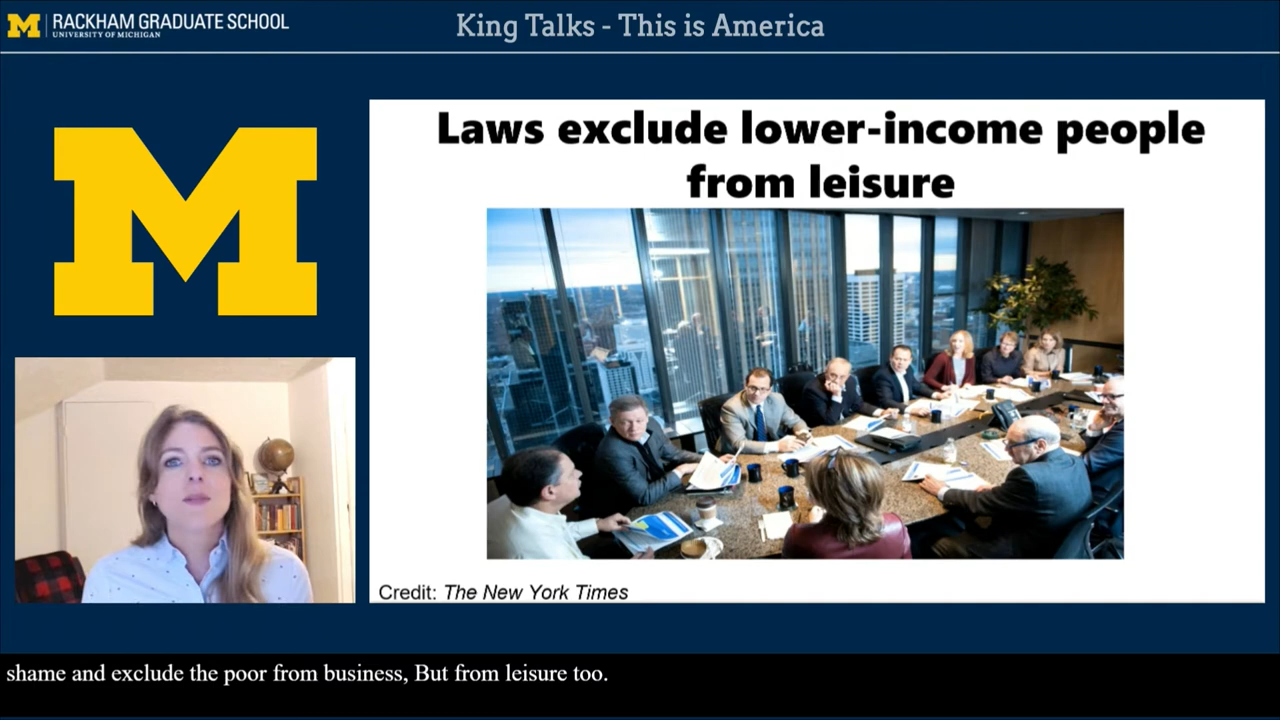 RACKHAM GRADUATE SCHOOL
UNIVERSITY OF MICHIGAN
King Talks - This is America
Laws exclude lower-income people
from leisure
Credit: The New York Times
shame and exclude the poor from business, But from leisure too.